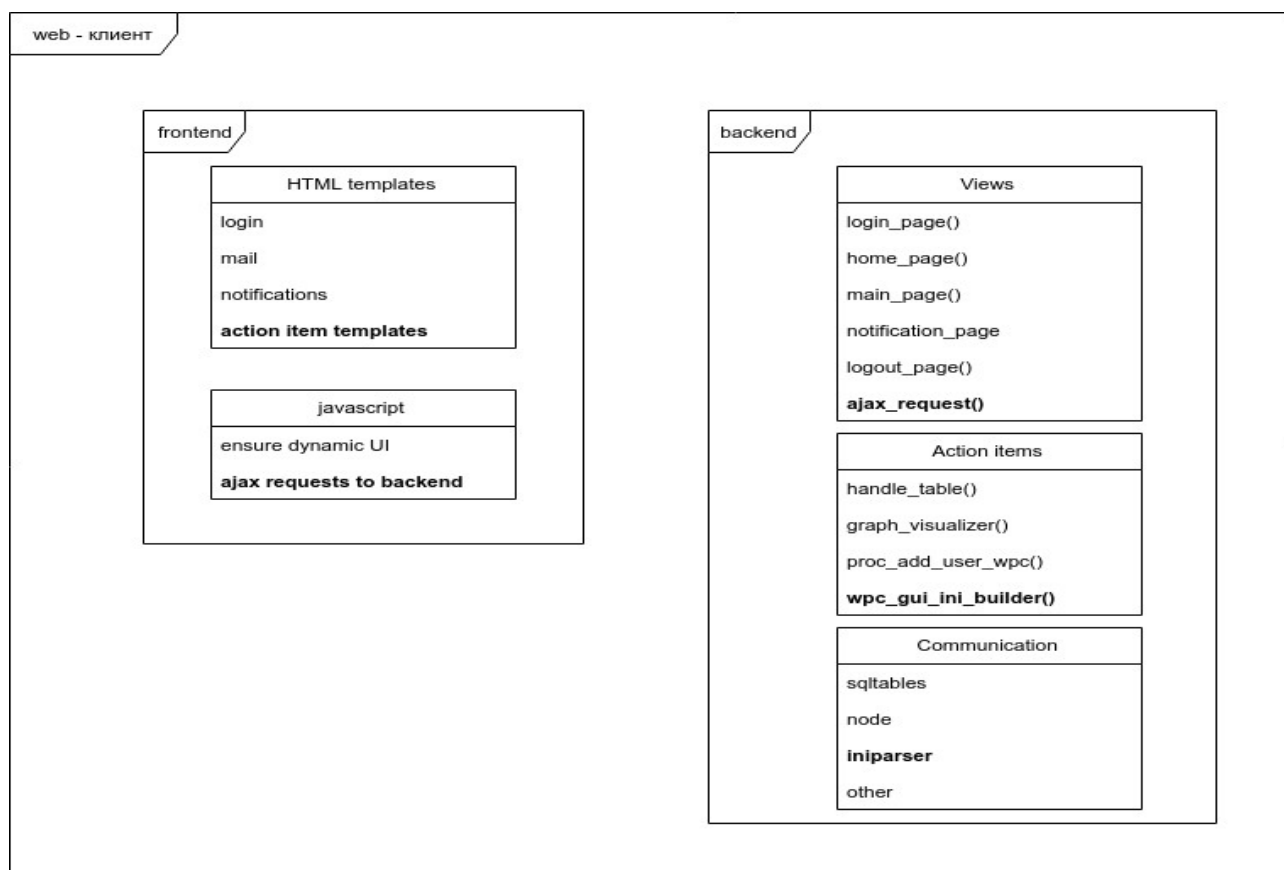 web - клиент
frontend
HTML templates
login
mail
notifications
action item templates
javascript
ensure dynamic UI
ajax requests to backend
backend
Views
login_page()
home_page()
main_page()
notification_page
logout_page()
ajax_request()
Action items
handle_table()
graph_visualizer()
proc_add_user_wpc()
wpc_gui_ini_builder()
Communication
sqltables
node
iniparser
other